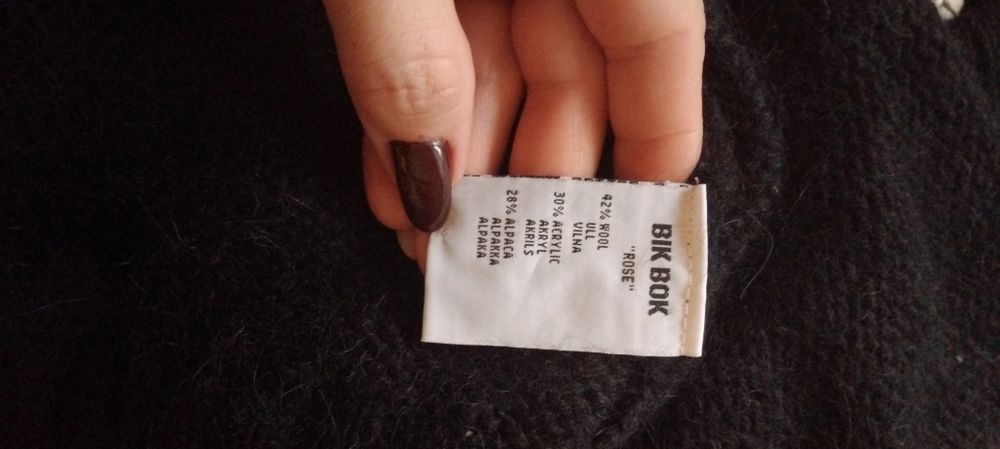 BIK BOK
"ROSE"
42% WOOL
ULL
VILNA
30% ACRYLIC
AKRYL
AKRILS
28% ALPACA
ALPAKKA
ALPAKA